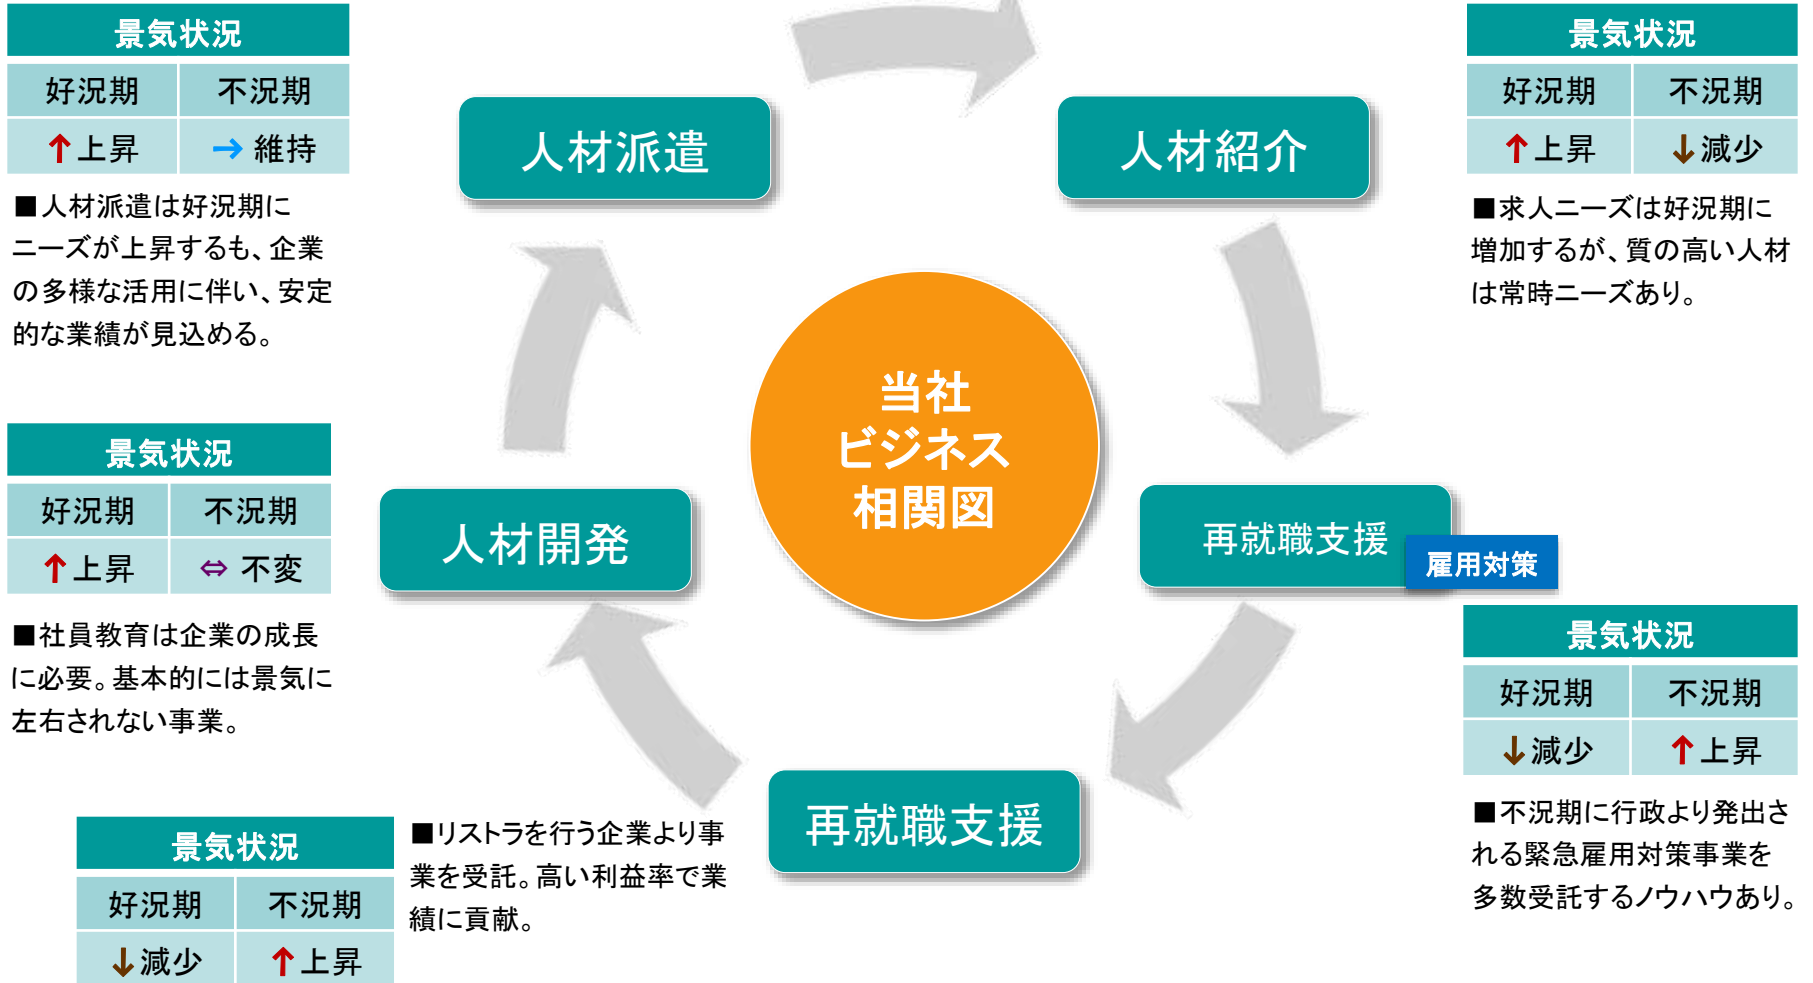 景気状況
好況期 不況期
↑上昇 → 維持
■人材派遣は好況期に
ニーズが上昇するも、企業
の多様な活用に伴い、安定
的な業績が見込める。
人材派遣
人材紹介
景気状況
好況期 不況期
↑上昇 ↓減少
■求人ニーズは好況期に
増加するが、質の高い人材
は常時ニーズあり。
当社
ビジネス
相関図
景気状況
好況期 不況期
↑上昇 ⇔ 不変
■社員教育は企業の成長
に必要。基本的には景気に
左右されない事業。
人材開発
再就職支援
雇用対策
景気状況
好況期 不況期
↓減少 ↑上昇
■不況期に行政より発出さ
れる緊急雇用対策事業を
多数受託するノウハウあり。
再就職支援
景気状況
好況期 不況期
↓減少 ↑上昇
■リストラを行う企業より事
業を受託。高い利益率で業
績に貢献。